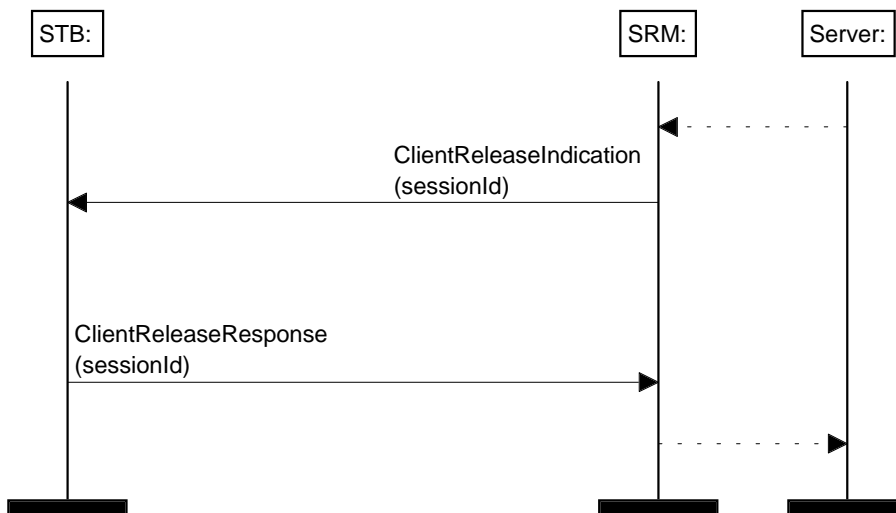 STB:
SRM:
Server:
ClientReleaseIndication
(sessionId)
ClientReleaseResponse
(sessionId)